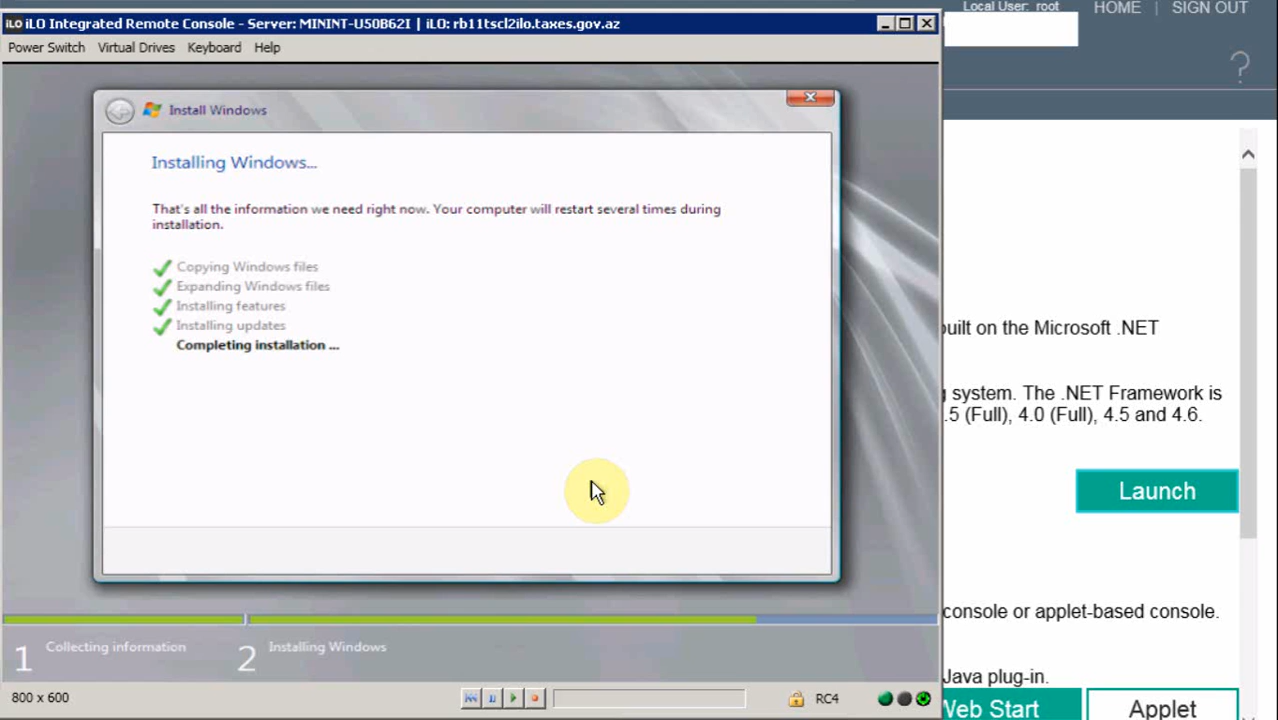 Local User: root HOME | SIGN OUT
iLO iLO Integrated Remote Console - Server: MININT-U50B62I | iLO: rb11tscl2ilo.taxes.gov.az
Power Switch Virtual Drives Keyboard Help
?
Install Windows
Installing Windows...
That's all the information we need right now. Your computer will restart several times during
installation.
Copying Windows files
Expanding Windows files
Installing features
Installing updates
Completing installation ...
1 Collecting information 2 Installing Windows
800 x 600 RC4
built on the Microsoft .NET
system. The .NET Framework is
.5 (Full), 4.0 (Full), 4.5 and 4.6.
Launch
console or applet-based console.
Java plug-in.
Web Start Applet